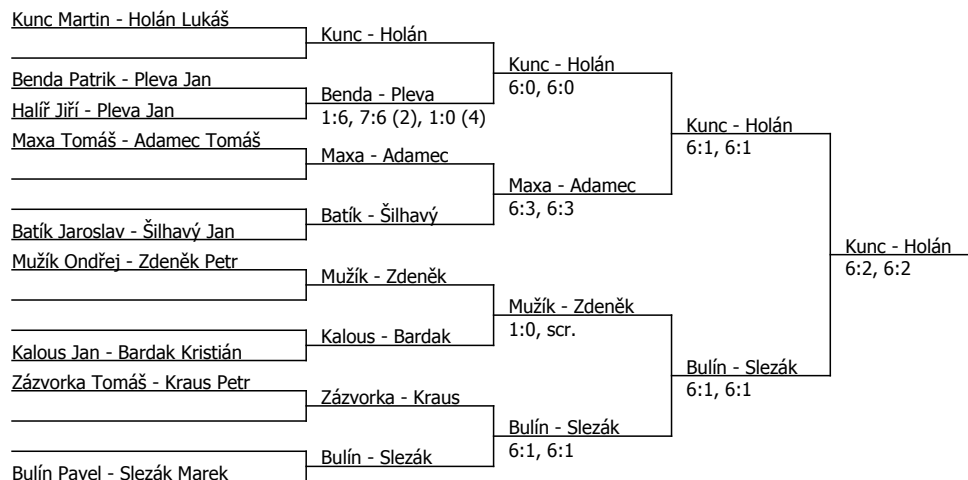 Kunc Martin - Holán Lukáš
Benda Patrik - Pleva Jan
Halíř Jiří - Pleva Jan
Maxa Tomáš - Adamec Tomáš
Batík Jaroslav - Šilhavý Jan
Mužík Ondřej - Zdeněk Petr
Kalous Jan - Bardak Kristián
Zázvorka Tomáš - Kraus Petr
Bulín Pavel - Slezák Marek
Kunc - Holán
Benda - Pleva
1:6, 7:6 (2), 1:0 (4)
Maxa - Adamec
Batík - Šilhavý
Mužík - Zdeněk
Kalous - Bardak
Zázvorka - Kraus
Bulín - Slezák
Kunc - Holán
6:0, 6:0
Maxa - Adamec
6:3, 6:3
Mužík - Zdeněk
1:0, scr.
Bulín - Slezák
6:1, 6:1
Kunc - Holán
6:1, 6:1
Bulín - Slezák
6:1, 6:1
Kunc - Holán
6:2, 6:2